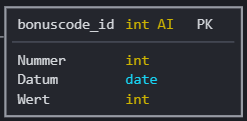 bonuscode_id int AI PK
Nummer int
Datum date
Wert int